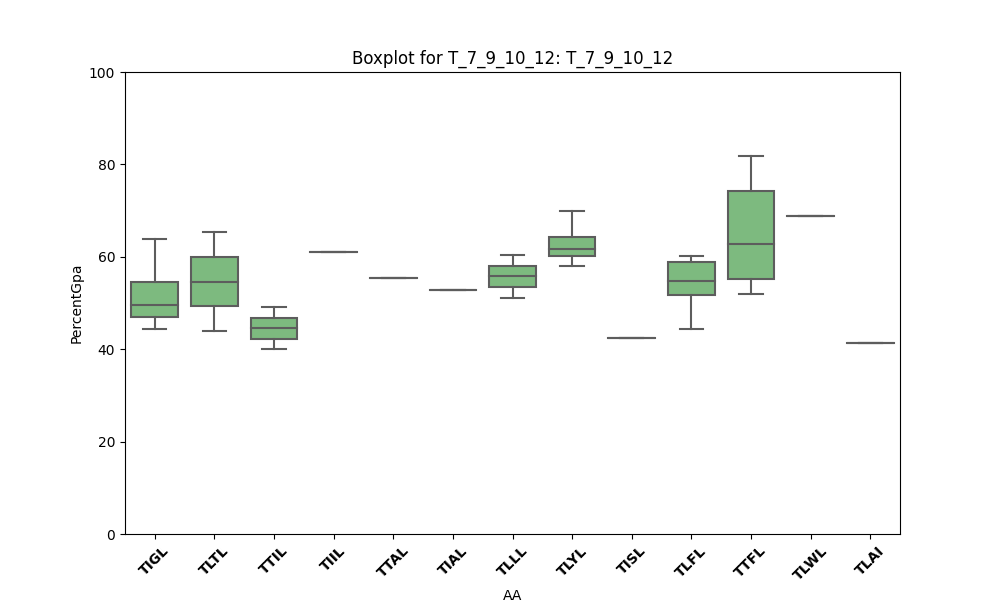 Boxplot for T_7_9_10_12: T_7_9_10_12
100
80
60
40
20
0
PercentGpa
TIGL TLTL TTIL TIIL TTAL TIAL TLLL TLYL TISL TLFL TTFL TLWL TLAI
AA